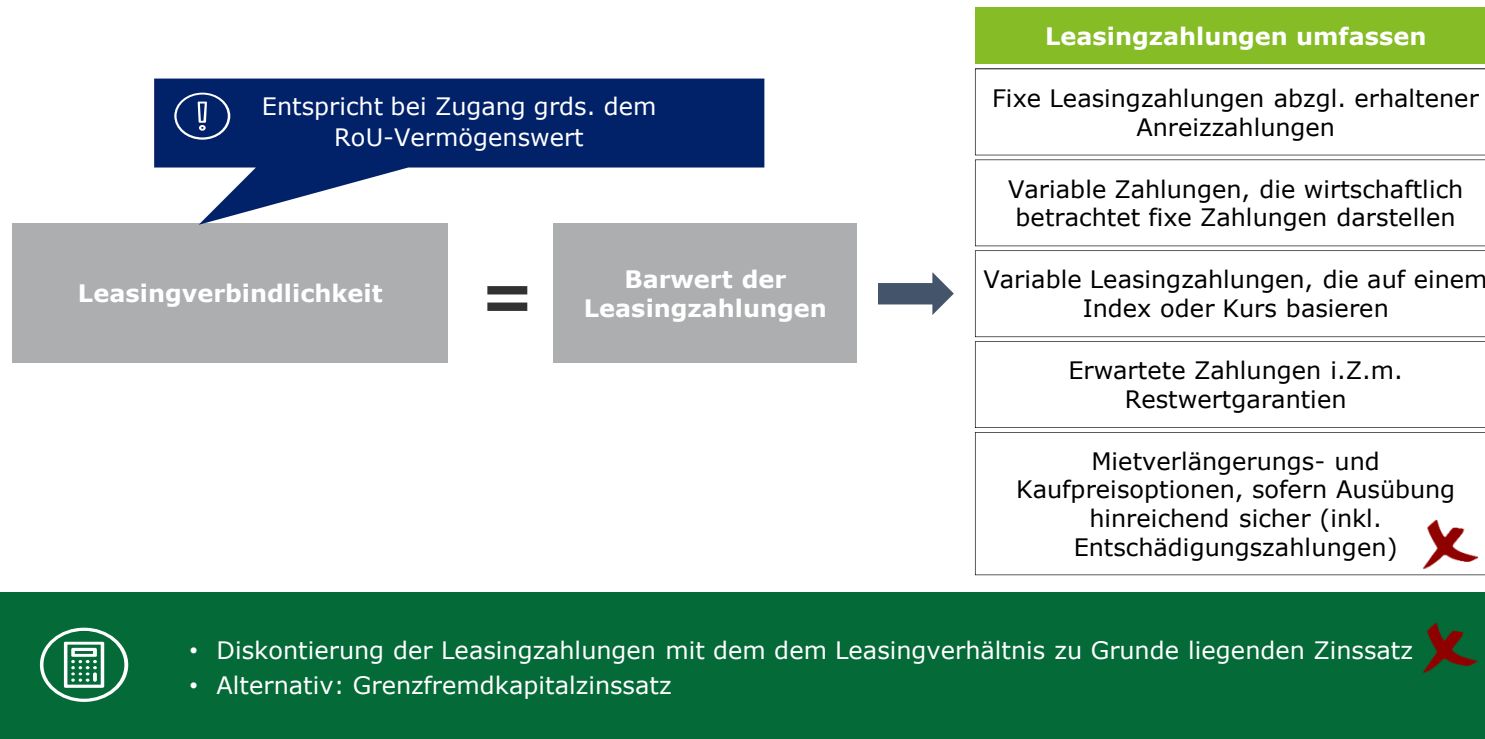 Entspricht bei Zugang grds. dem
RoU-Vermögenswert
Leasingverbindlichkeit
=
Barwert der
Leasingzahlungen
Leasingzahlungen umfassen
Fixe Leasingzahlungen abzgl. erhaltener
Anreizzahlungen
Variable Zahlungen, die wirtschaftlich
betrachtet fixe Zahlungen darstellen
Variable Leasingzahlungen, die auf einem
Index oder Kurs basieren
Erwartete Zahlungen i.Z.m.
Restwertgarantien
Mietverlängerungs- und
Kaufpreisoptionen, sofern Ausübung
hinreichend sicher (inkl.
Entschädigungszahlungen)
• Diskontierung der Leasingzahlungen mit dem dem Leasingverhältnis zu Grunde liegenden Zinssatz
• Alternativ: Grenzfremdkapitalzinssatz